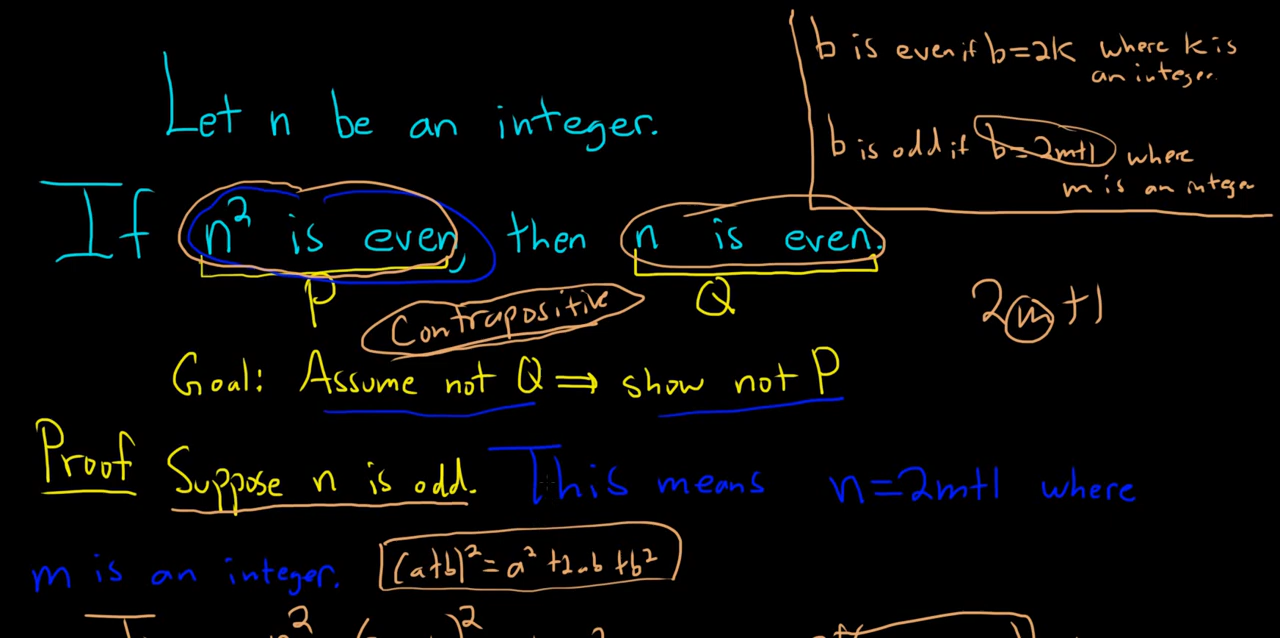 b is even if b=2k where k is
an integer.
Let n be an integer.
b is odd if b=2m+1 where
m is an integer
If n² is even, then n is even.
P Q
Contrapositive
2m+1
Goal: Assume not Q ⟹ show not P
Proof Suppose n is odd. This means n=2m+1 where
m is an integer. (a+b)²=a²+2ab+b²